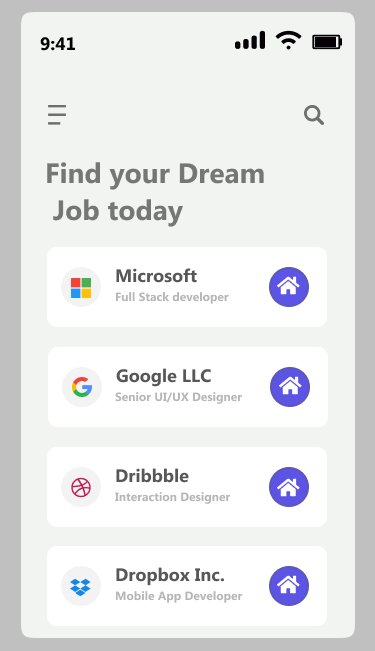 9:41
Find your Dream
Job today
Microsoft
Full Stack developer
Google LLC
Senior UI/UX Designer
Dribbble
Interaction Designer
Dropbox Inc.
Mobile App Developer